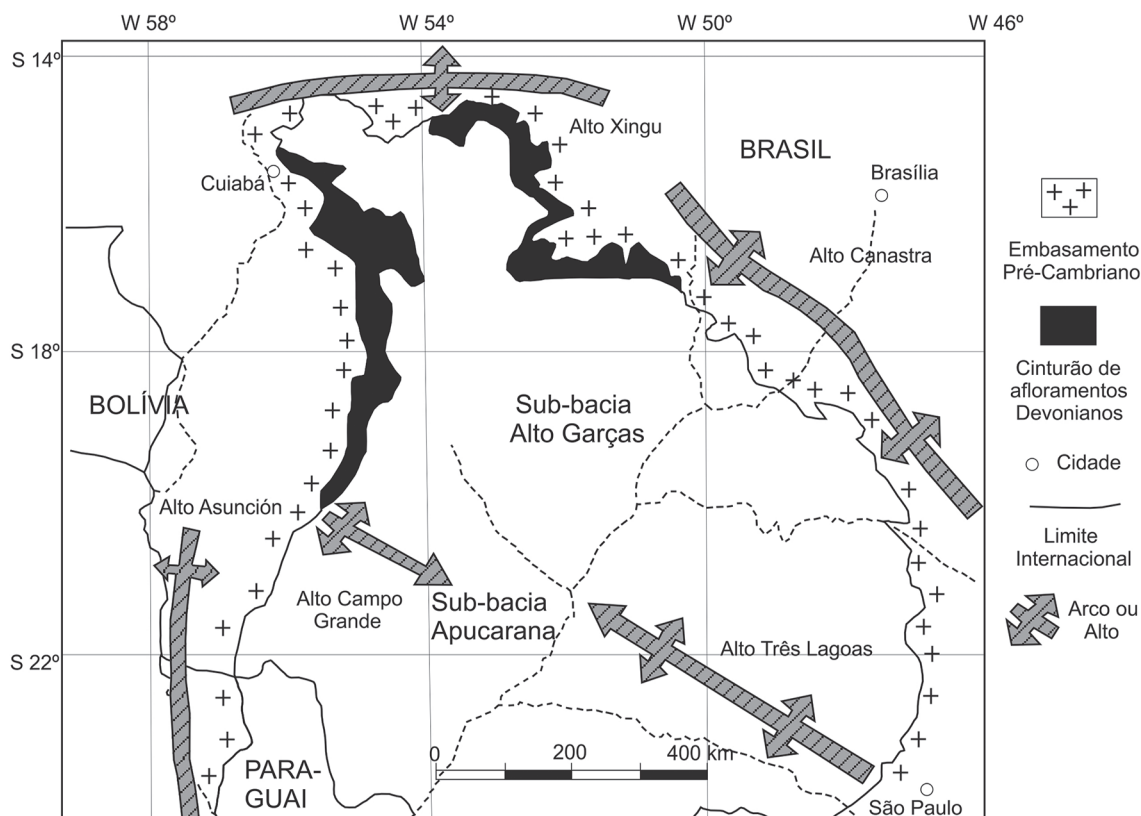 W 58º
W 54º
W 50º
W 46º
S 14º
Alto Xingu
BRASIL
Brasília
Cuiabá
Alto Canastra
Embasamento
Pré-Cambriano
S 18º
BOLÍVIA
Sub-bacia
Alto Garças
Cinturão de
afloramentos
Devonianos
Cidade
Alto Asunción
Limite
Internacional
Alto Campo
Grande
Sub-bacia
Apucarana
Arco ou
Alto
S 22º
Alto Três Lagoas
0 200 400 km
PARA-
GUAI
São Paulo